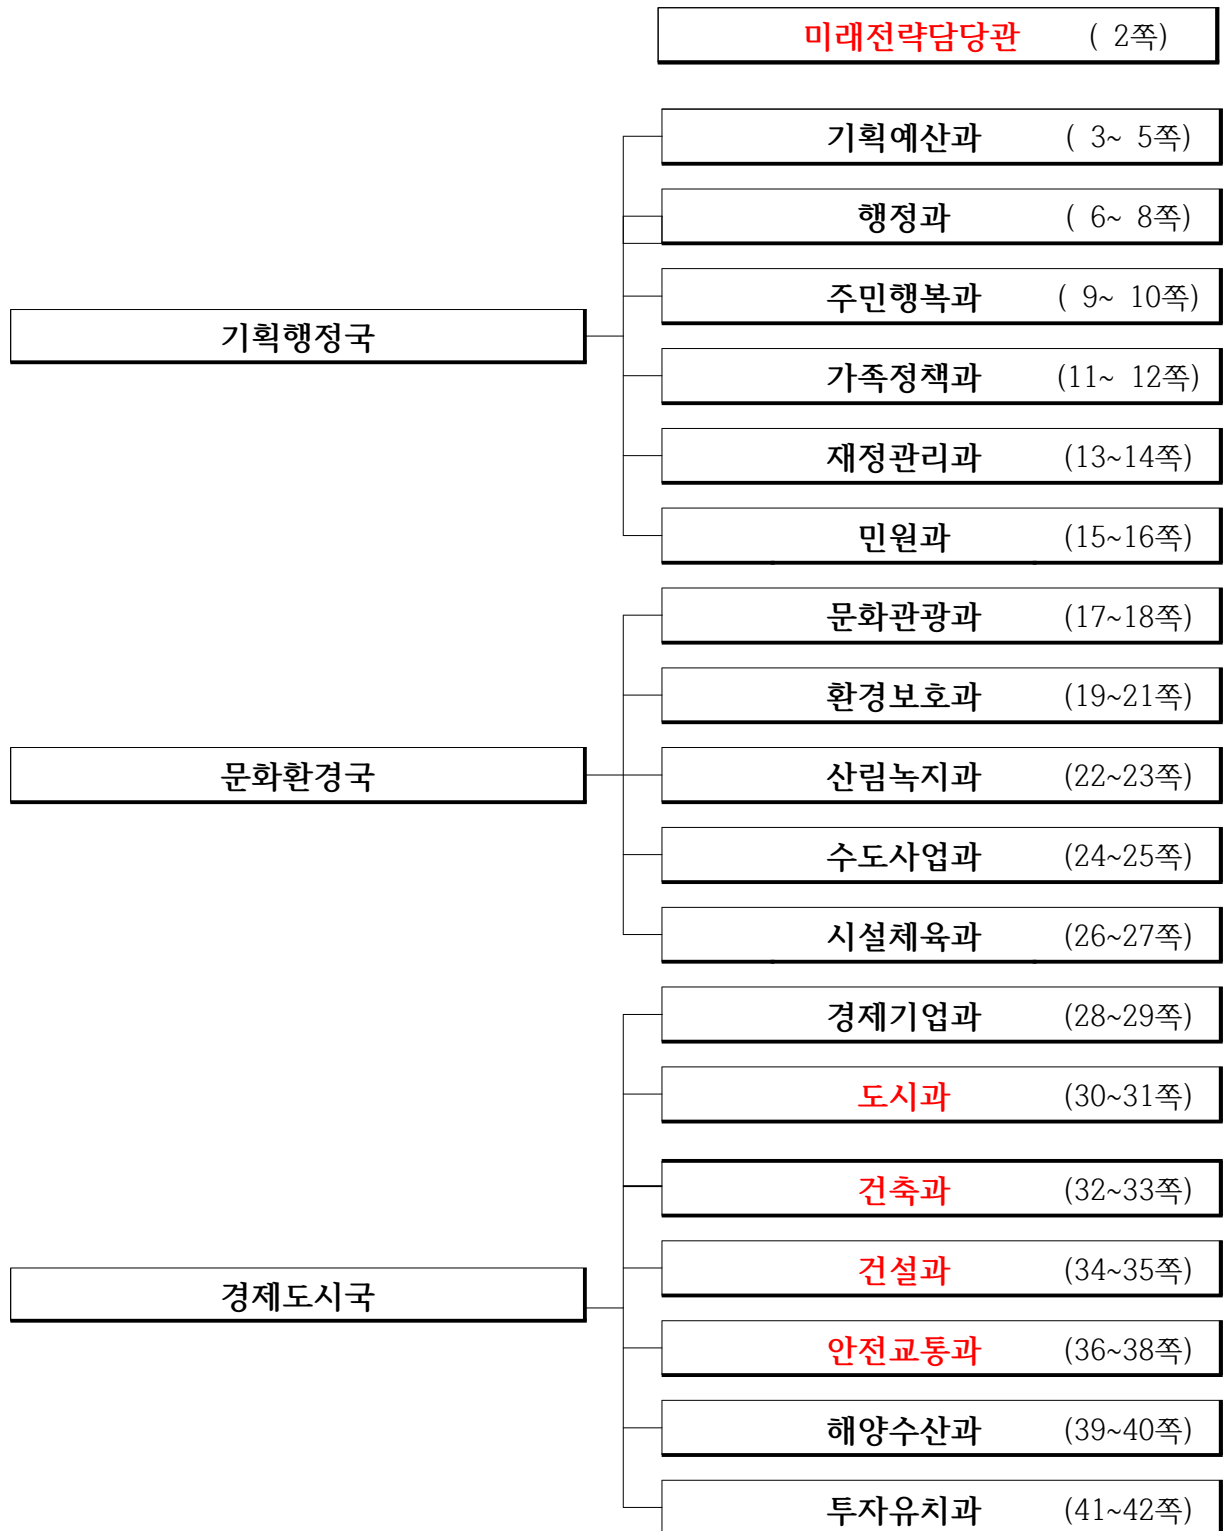 미래전략담당관 ( 2쪽)
기획예산과 ( 3~ 5쪽)
행정과 ( 6~ 8쪽)
주민행복과 ( 9~ 10쪽)
기획행정국
가족정책과 (11~ 12쪽)
재정관리과 (13~14쪽)
민원과 (15~16쪽)
문화관광과 (17~18쪽)
환경보호과 (19~21쪽)
문화환경국
산림녹지과 (22~23쪽)
수도사업과 (24~25쪽)
시설체육과 (26~27쪽)
경제기업과 (28~29쪽)
도시과 (30~31쪽)
건축과 (32~33쪽)
건설과 (34~35쪽)
경제도시국
안전교통과 (36~38쪽)
해양수산과 (39~40쪽)
투자유치과 (41~42쪽)